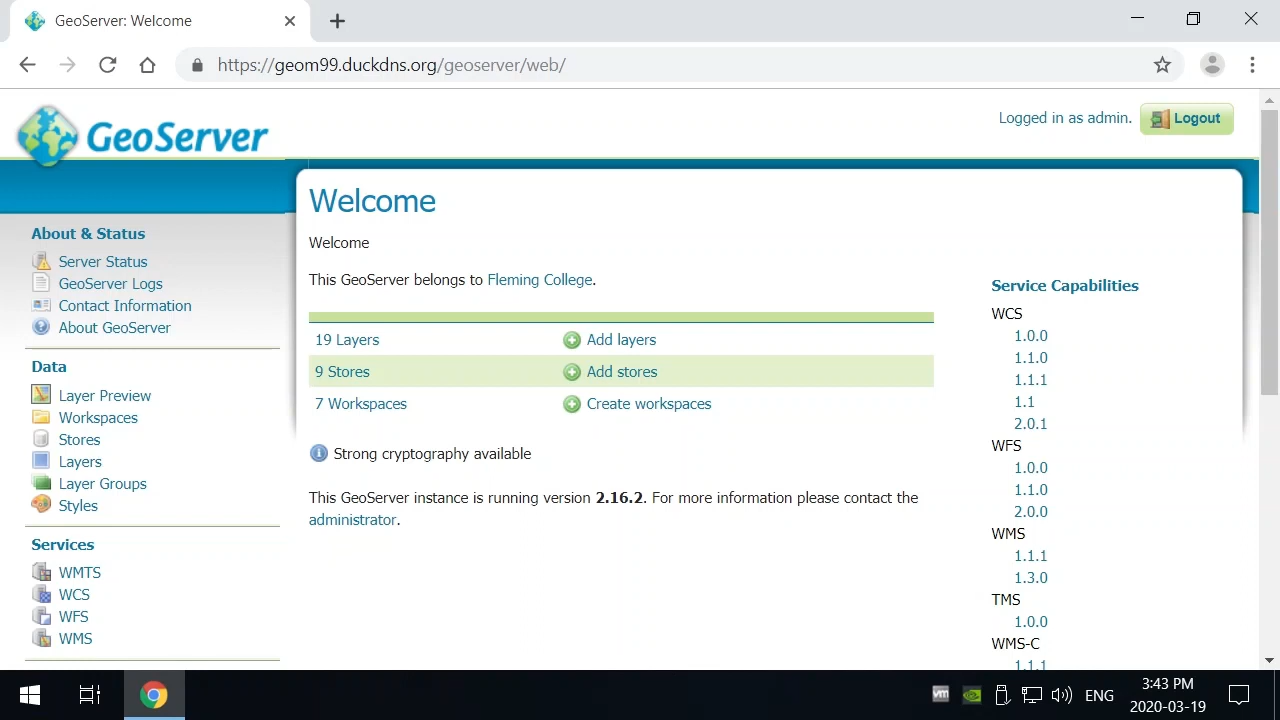 GeoServer: Welcome
https://geom99.duckdns.org/geoserver/web/
GeoServer
Logged in as admin.
Logout
About & Status
Server Status
GeoServer Logs
Contact Information
About GeoServer
Data
Layer Preview
Workspaces
Stores
Layers
Layer Groups
Styles
Services
WMTS
WCS
WFS
WMS
Welcome
Welcome
This GeoServer belongs to Fleming College.
19 Layers Add layers
9 Stores Add stores
7 Workspaces Create workspaces
Strong cryptography available
This GeoServer instance is running version 2.16.2. For more information please contact the
administrator.
Service Capabilities
WCS
1.0.0
1.1.0
1.1.1
1.1
2.0.1
WFS
1.0.0
1.1.0
2.0.0
WMS
1.1.1
1.3.0
TMS
1.0.0
WMS-C
1.1.1
vm
ENG
3:43 PM
2020-03-19